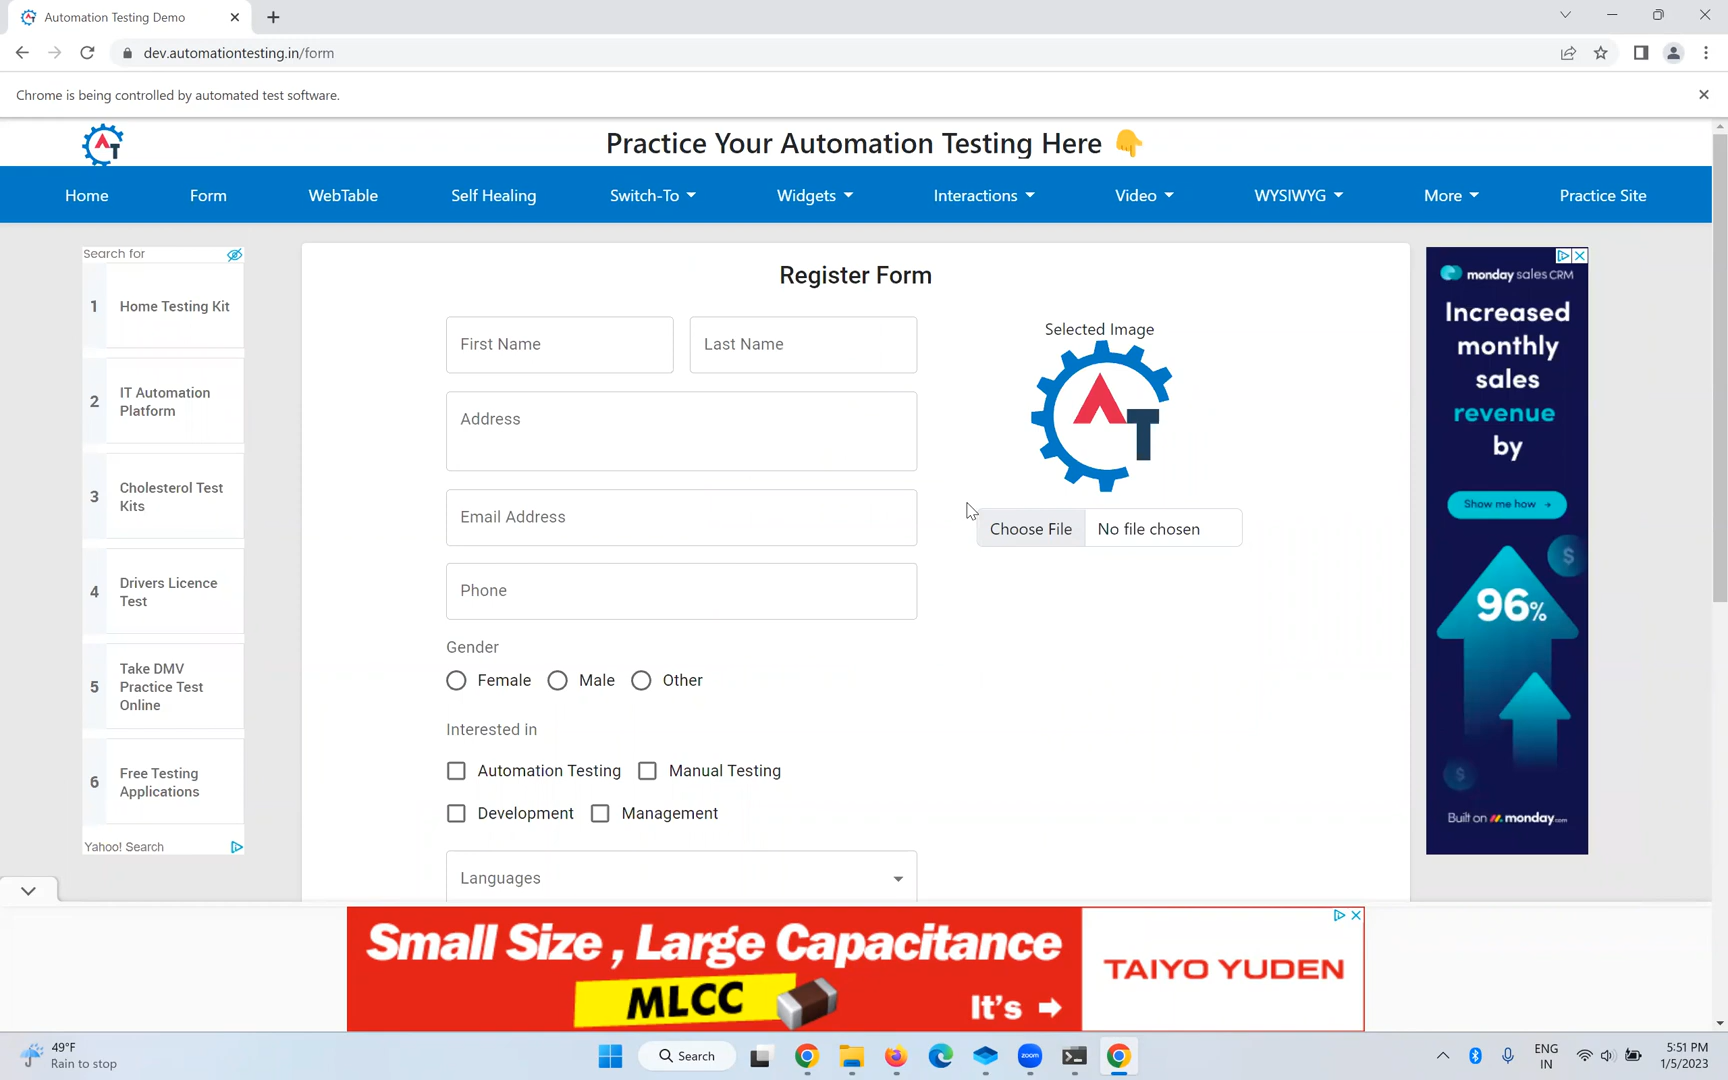 Automation Testing Demo
dev.automationtesting.in/form
Chrome is being controlled by automated test software.
AT
Practice Your Automation Testing Here
Home
Form
WebTable
Self Healing
Switch-To
Widgets
Interactions
Video
WYSIWYG
More
Practice Site
Search for
1
Home Testing Kit
2
IT Automation
Platform
3
Cholesterol Test
Kits
4
Drivers Licence
Test
5
Take DMV
Practice Test
Online
6
Free Testing
Applications
Yahoo! Search
Register Form
First Name
Last Name
Address
Email Address
Phone
Gender
Female
Male
Other
Interested in
Automation Testing
Manual Testing
Development
Management
Languages
Selected Image
AT
Choose File
No file chosen
monday sales CRM
Increased
monthly
sales
revenue
by
Show me how →
$
96%
$
Built on monday.com
Small Size , Large Capacitance
MLCC
It's
TAIYO YUDEN
49°F
Rain to stop
Search
zoom
ENG
IN
5:51 PM
1/5/2023